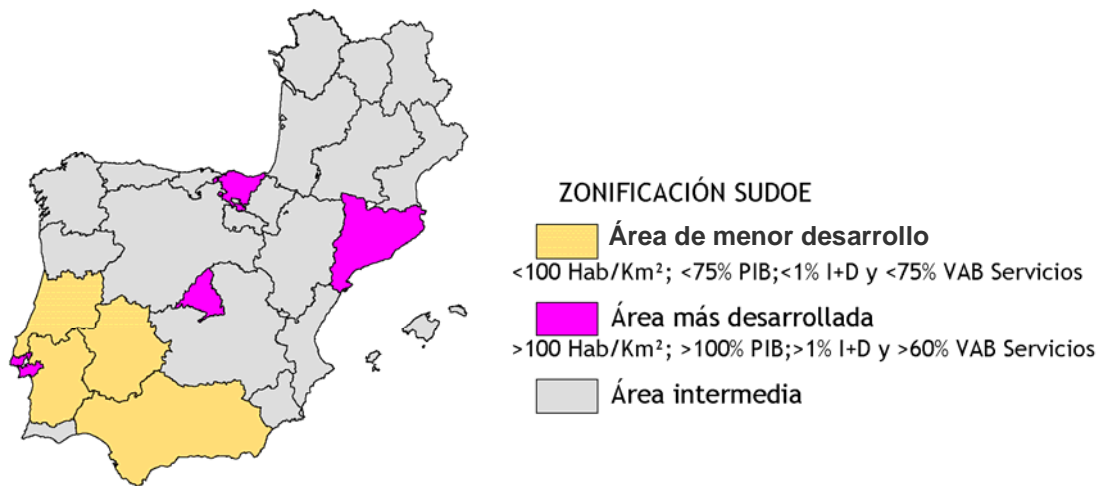 ZONIFICACIÓN SUDOE
Área de menor desarrollo
<100 Hab/Km²; <75% PIB;<1% I+D y <75% VAB Servicios
Área más desarrollada
>100 Hab/Km²; >100% PIB;>1% I+D y >60% VAB Servicios
Área intermedia